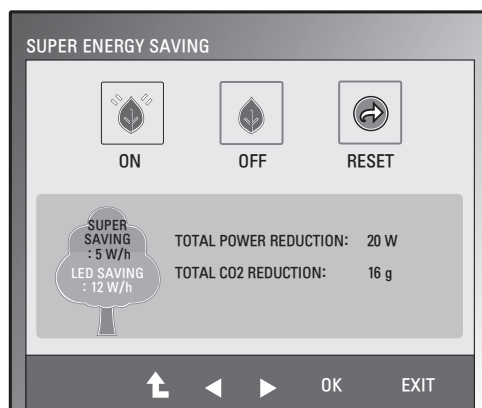 SUPER ENERGY SAVING
ON
OFF
RESET
SUPER
SAVING
: 5 W/h
LED SAVING
: 12 W/h
TOTAL POWER REDUCTION: 20 W
TOTAL CO2 REDUCTION: 16 g
OK
EXIT